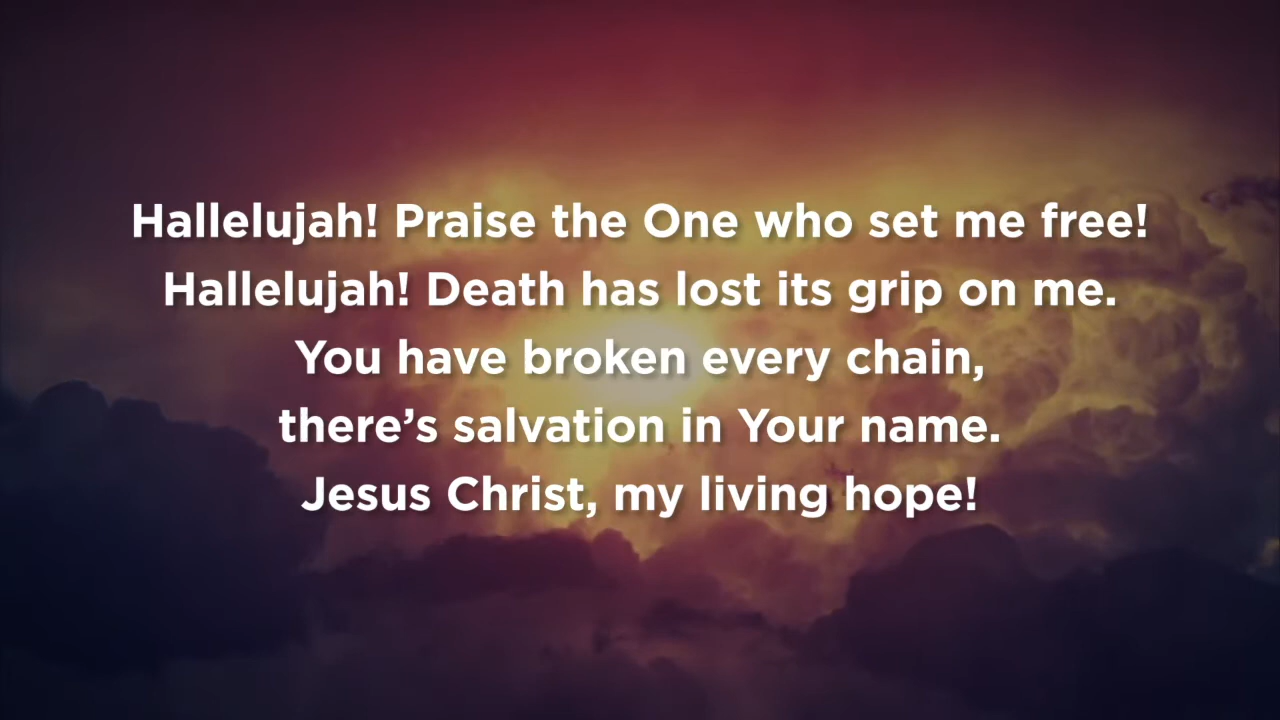 Hallelujah! Praise the One who set me free!
Hallelujah! Death has lost its grip on me.
You have broken every chain,
there’s salvation in Your name.
Jesus Christ, my living hope!